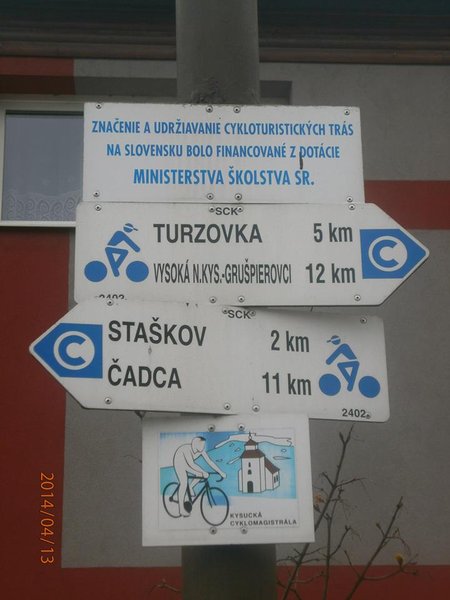 ZNAČENIE A UDRŽIAVANIE CYKLOTURISTICKÝCH TRÁS
NA SLOVENSKU BOLO FINANCOVANÉ Z DOTÁCIE
MINISTERSTVA ŠKOLSTVA SR.
SCK
TURZOVKA 5 km
VYSOKÁ N.KYS.-GRUŠPIEROVCI 12 km
C
2402
SCK
STAŠKOV 2 km
C
ČADCA 11 km
2402
KYSUCKÁ
CYKLOMAGISTRÁLA
2014/04/13